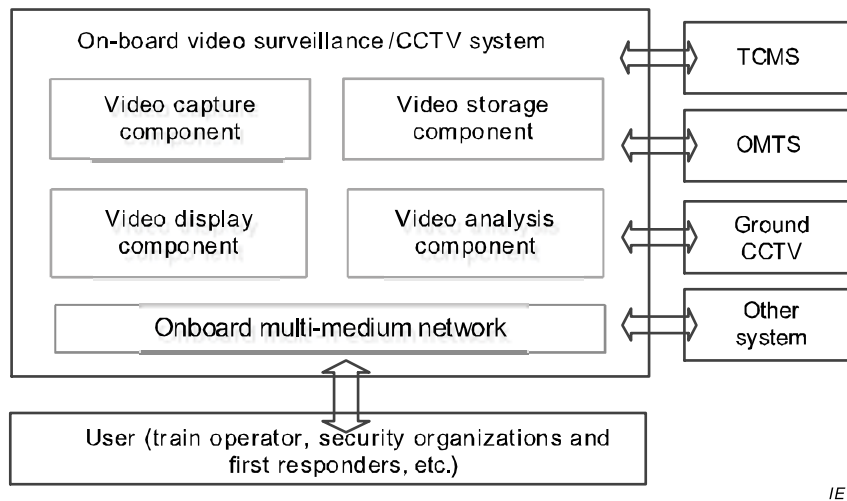 On-board video surveillance/CCTV system
Video capture
component
Video storage
component
Video display
component
Video analysis
component
Onboard multi-medium network
TCMS
OMTS
Ground
CCTV
Other
system
User (train operator, security organizations and
first responders, etc.)
IE